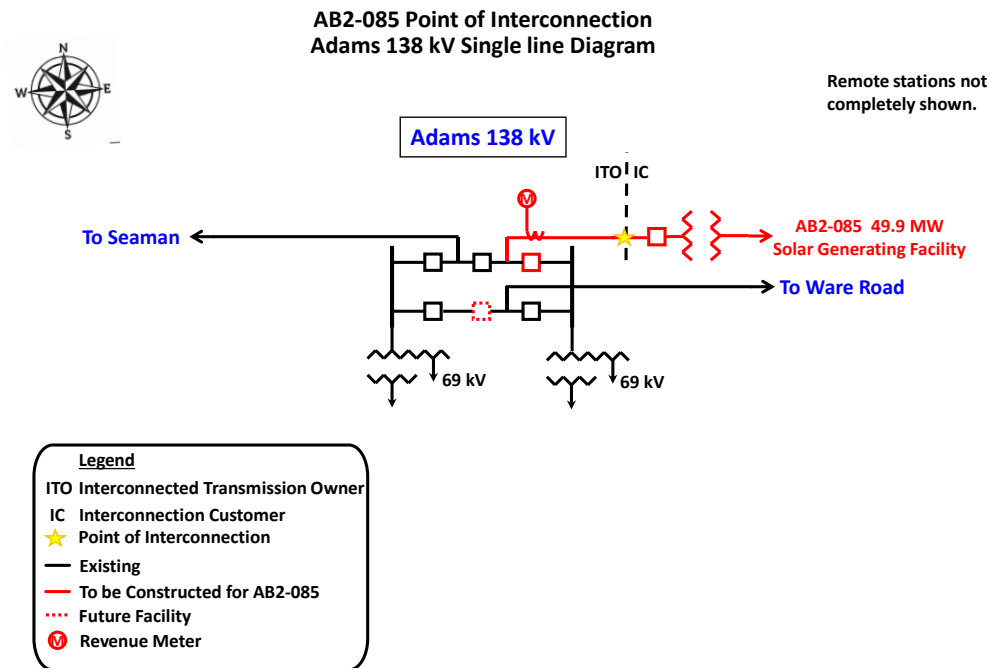 AB2-085 Point of Interconnection
Adams 138 kV Single line Diagram
N
W
E
S
Remote stations not
completely shown.
Adams 138 kV
ITO
IC
M
To Seaman
AB2-085 49.9 MW
Solar Generating Facility
To Ware Road
69 kV
69 kV
Legend
ITO Interconnected Transmission Owner
IC Interconnection Customer
Point of Interconnection
Existing
To be Constructed for AB2-085
Future Facility
M Revenue Meter